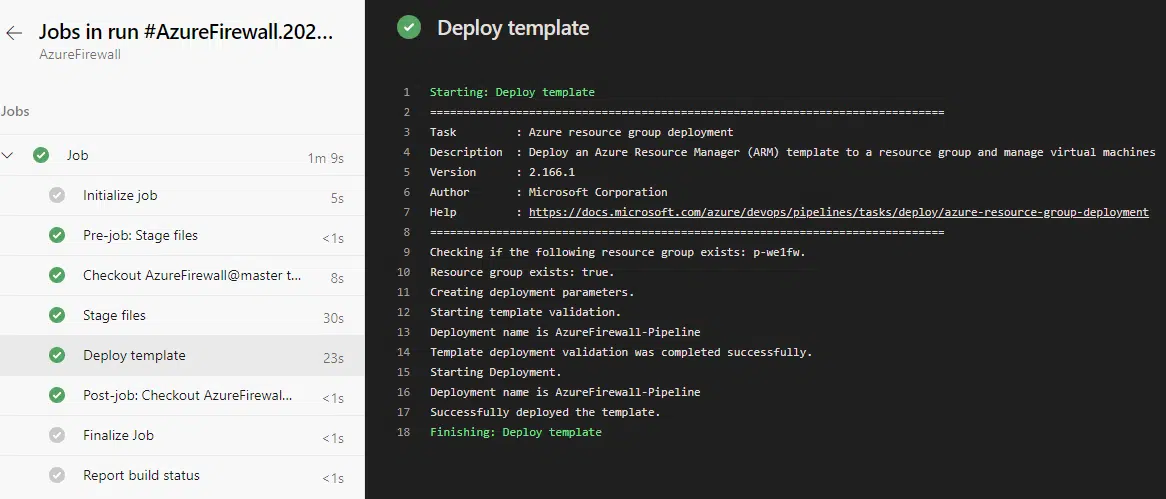 Jobs in run #AzureFirewall.202...
AzureFirewall
Jobs
Job 1m 9s
Initialize job 5s
Pre-job: Stage files <1s
Checkout AzureFirewall@master t... 8s
Stage files 30s
Deploy template 23s
Post-job: Checkout AzureFirewal... <1s
Finalize Job <1s
Report build status <1s
Deploy template
1 Starting: Deploy template
2 ==============================================================================
3 Task : Azure resource group deployment
4 Description : Deploy an Azure Resource Manager (ARM) template to a resource group and manage virtual machines
5 Version : 2.166.1
6 Author : Microsoft Corporation
7 Help : https://docs.microsoft.com/azure/devops/pipelines/tasks/deploy/azure-resource-group-deployment
8 ==============================================================================
9 Checking if the following resource group exists: p-we1fw.
10 Resource group exists: true.
11 Creating deployment parameters.
12 Starting template validation.
13 Deployment name is AzureFirewall-Pipeline
14 Template deployment validation was completed successfully.
15 Starting Deployment.
16 Deployment name is AzureFirewall-Pipeline
17 Successfully deployed the template.
18 Finishing: Deploy template